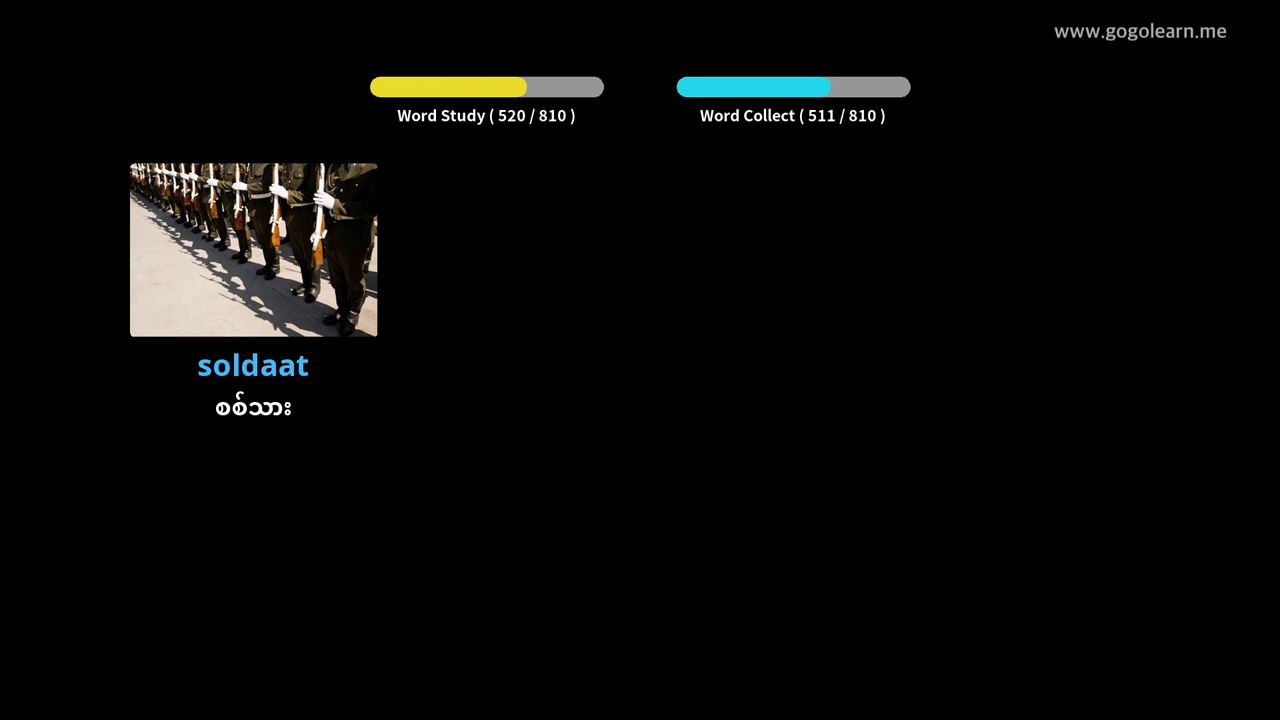 www.gogolearn.me
Word Study ( 520 / 810 )
Word Collect ( 511 / 810 )
soldaat
စစ်သား